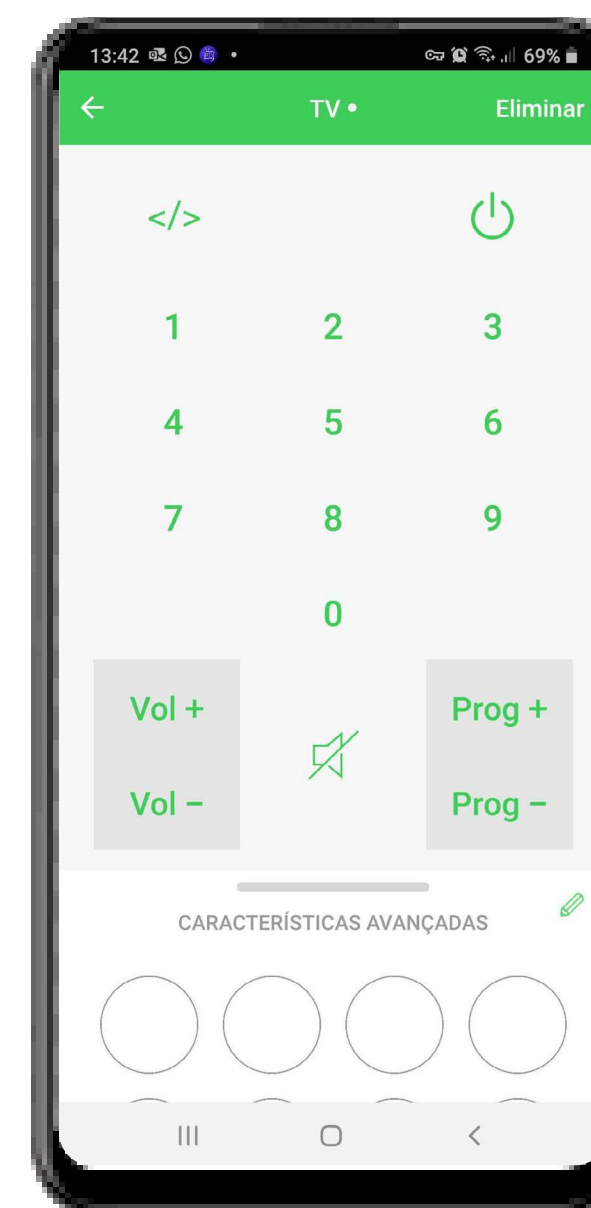 13:42
69%
TV •
Eliminar
</>
1 2 3
4 5 6
7 8 9
0
Vol +
Prog +
Vol −
Prog −
CARACTERÍSTICAS AVANÇADAS